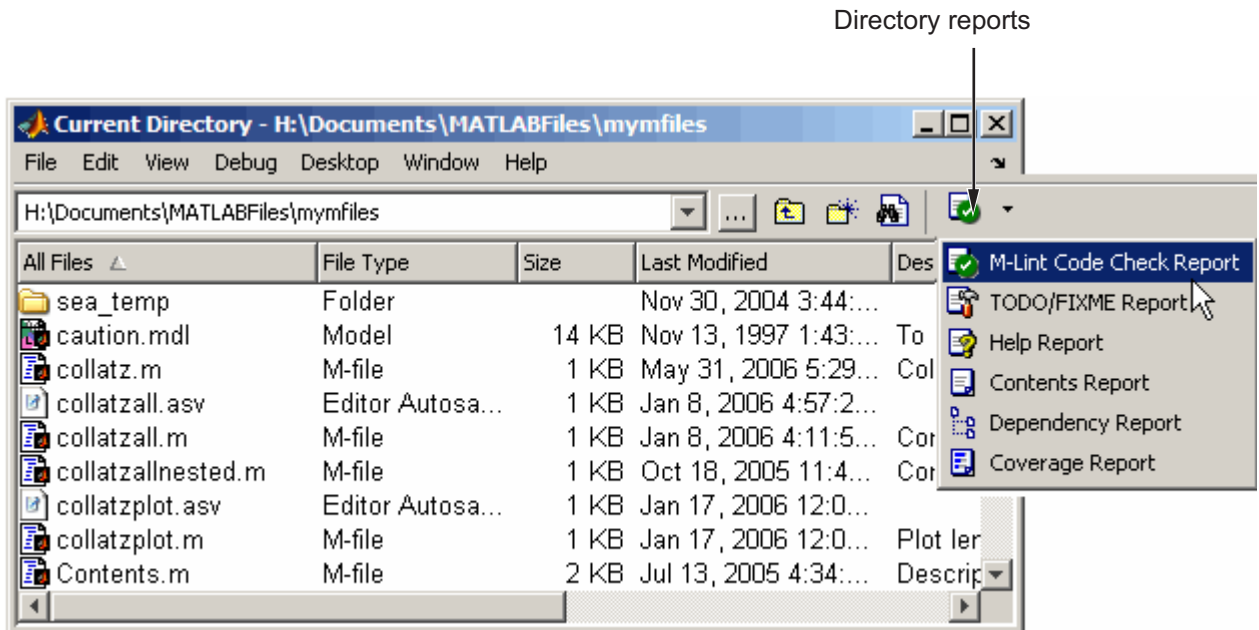 Directory reports
Current Directory - H:\Documents\MATLABFiles\mymfiles
File Edit View Debug Desktop Window Help
H:\Documents\MATLABFiles\mymfiles ...
All Files File Type Size Last Modified Des
sea_temp Folder Nov 30, 2004 3:44:...
caution.mdl Model 14 KB Nov 13, 1997 1:43:... To
collatz.m M-file 1 KB May 31, 2006 5:29... Col
collatzall.asv Editor Autosa... 1 KB Jan 8, 2006 4:57:2...
collatzall.m M-file 1 KB Jan 8, 2006 4:11:5... Cor
collatzallnested.m M-file 1 KB Oct 18, 2005 11:4... Cor
collatzplot.asv Editor Autosa... 1 KB Jan 17, 2006 12:0...
collatzplot.m M-file 1 KB Jan 17, 2006 12:0... Plot ler
Contents.m M-file 2 KB Jul 13, 2005 4:34:... Descrip
M-Lint Code Check Report
TODO/FIXME Report
Help Report
Contents Report
Dependency Report
Coverage Report